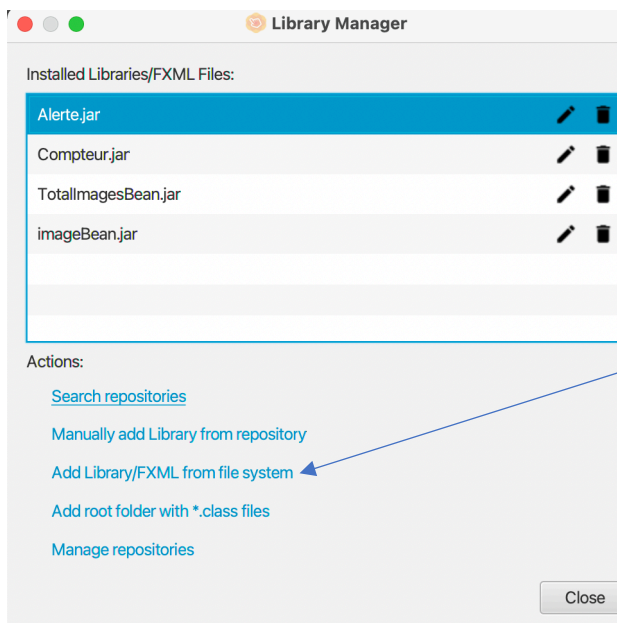 Library Manager
Installed Libraries/FXML Files:
Alerte.jar
Compteur.jar
TotalImagesBean.jar
imageBean.jar
Actions:
Search repositories
Manually add Library from repository
Add Library/FXML from file system
Add root folder with *.class files
Manage repositories
Close